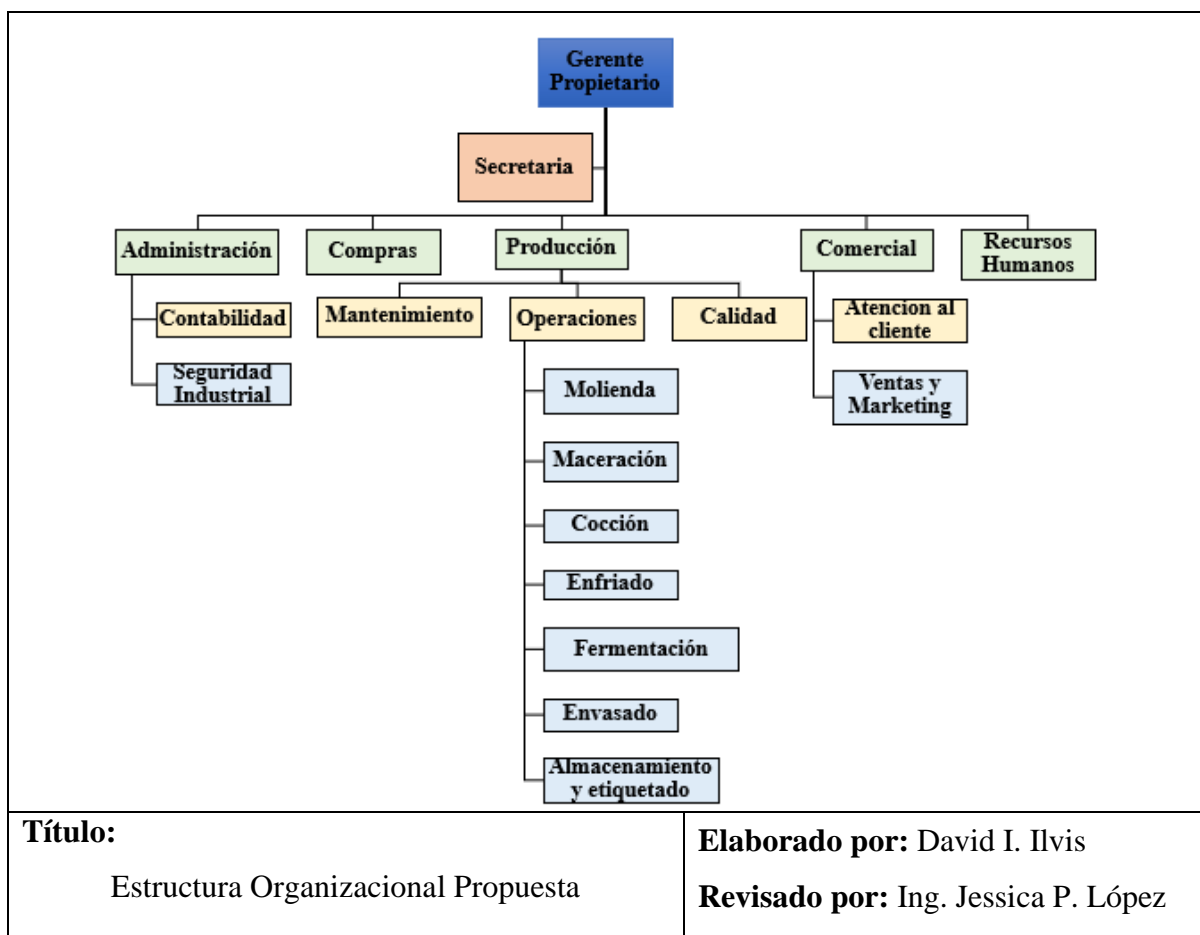 Gerente
Propietario
Secretaria
Administración
Compras
Producción
Comercial
Recursos
Humanos
Contabilidad
Seguridad
Industrial
Mantenimiento
Operaciones
Calidad
Atencion al
cliente
Ventas y
Marketing
Molienda
Maceración
Cocción
Enfriado
Fermentación
Envasado
Almacenamiento
y etiquetado
Título:
Estructura Organizacional Propuesta
Elaborado por: David I. Ilvis
Revisado por: Ing. Jessica P. López